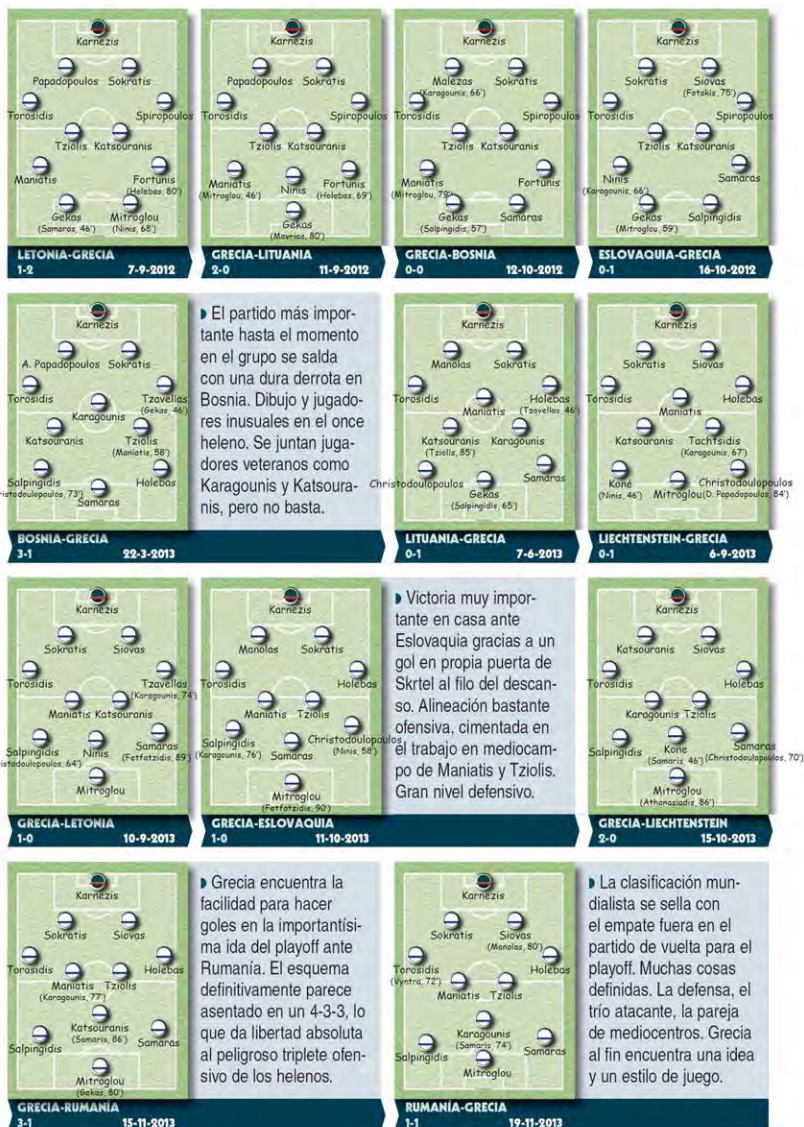 Karnezis
Papadopoulos Sokratis
Torosidis Spiropoulos
Tziolis Katsouranis
Maniatis Fortunis
(Holebas, 80')
Gekas Mitroglou
(Samaras, 46') (Ninis, 68')
LETONIA-GRECIA
1-2 7-9-2012
Karnezis
Papadopoulos Sokratis
Torosidis Spiropoulos
Tziolis Katsouranis
Maniatis Ninis Fortunis
(Mitroglou, 46') (Holebas, 69')
Gekas
(Mavrias, 80')
GRECIA-LITUANIA
2-0 11-9-2012
Karnezis
Malezas Sokratis
(Karagounis, 66')
Torosidis Spiropoulos
Tziolis Katsouranis
Maniatis Fortunis
(Mitroglou, 79')
Gekas Samaras
(Salpingidis, 57')
GRECIA-BOSNIA
0-0 12-10-2012
Karnezis
Sokratis Siovas
(Fotakis, 75')
Torosidis Spiropoulos
Tziolis Katsouranis
Ninis Samaras
(Karagounis, 66')
Gekas Salpingidis
(Mitroglou, 59')
ESLOVAQUIA-GRECIA
0-1 16-10-2012
Karnezis
A. Papadopoulos Sokratis
Torosidis Tzavellas
(Gekas, 46')
Karagounis
Katsouranis Tziolis
(Maniatis, 58')
Salpingidis Holebas
ristodoulopoulos, 73')
Samaras
BOSNIA-GRECIA
3-1 22-3-2013
El partido más impor-
tante hasta el momento
en el grupo se salda
con una dura derrota en
Bosnia. Dibujo y jugado-
res inusuales en el once
heleno. Se juntan juga-
dores veteranos como
Karagounis y Katsoura-
nis, pero no basta.
Karnezis
Manolas Sokratis
Torosidis Holebas
(Tzavellas, 46')
Maniatis
Katsouranis Karagounis
(Tziolis, 85')
Christodoulopoulos Samaras
Gekas
(Salpingidis, 65')
LITUANIA-GRECIA
0-1 7-6-2013
Karnezis
Sokratis Siovas
Torosidis Holebas
Maniatis
Katsouranis Tachtsidis
(Karagounis, 67')
Koné Christodoulopoulos
(Ninis, 46') Mitroglou (D. Papadopoulos, 84')
LIECHTENSTEIN-GRECIA
0-1 6-9-2013
Karnezis
Sokratis Siovas
Torosidis Tzavellas
(Karagounis, 74')
Maniatis Katsouranis
Salpingidis Ninis Samaras
istodoulopoulos, 64') (Fetfatzidis, 89')
Mitroglou
GRECIA-LETONIA
1-0 10-9-2013
Karnezis
Manolas Sokratis
Torosidis Holebas
Maniatis Tziolis
Salpingidis Christodoulopoulos
(Karagounis, 76') Samaras (Ninis, 58')
Mitroglou
(Fetfatzidis, 90')
GRECIA-ESLOVAQUIA
1-0 11-10-2013
Victoria muy impor-
tante en casa ante
Eslovaquia gracias a un
gol en propia puerta de
Skrtel al filo del descan-
so. Alineación bastante
ofensiva, cimentada en
el trabajo en mediocam-
po de Maniatis y Tziolis.
Gran nivel defensivo.
Karnezis
Katsouranis Siovas
Torosidis Holebas
Karagounis Tziolis
Salpingidis Kone Samaras
(Samaris, 46') (Christodoulopoulos, 70')
Mitroglou
(Athanasiadis, 86')
GRECIA-LIECHTENSTEIN
2-0 15-10-2013
Karnezis
Sokratis Siovas
Torosidis Holebas
Maniatis Tziolis
(Karagounis, 77')
Katsouranis
(Samaris, 86')
Salpingidis Samaras
Mitroglou
(Gekas, 80')
GRECIA-RUMANÍA
3-1 15-11-2013
Grecia encuentra la
facilidad para hacer
goles en la importantísi-
ma ida del playoff ante
Rumanía. El esquema
definitivamente parece
asentado en un 4-3-3, lo
que da libertad absoluta
al peligroso triplete ofen-
sivo de los helenos.
Karnezis
Sokratis Siovas
(Manolas, 80')
Torosidis Holebas
(Vyntra, 72')
Maniatis Tziolis
Karagounis
(Samaris, 74')
Salpingidis Samaras
Mitroglou
RUMANÍA-GRECIA
1-1 19-11-2013
La clasificación mun-
dialista se sella con
el empate fuera en el
partido de vuelta para el
playoff. Muchas cosas
definidas. La defensa, el
trío atacante, la pareja
de mediocentros. Grecia
al fin encuentra una idea
y un estilo de juego.